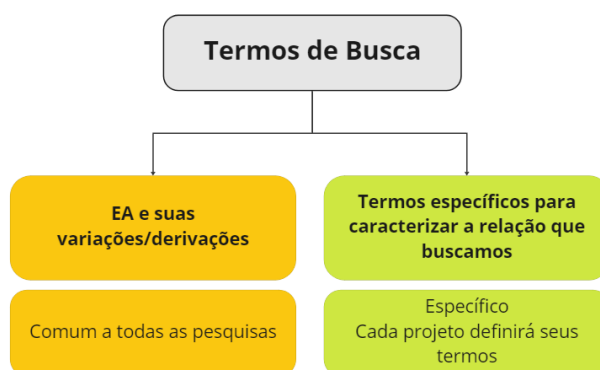 Termos de Busca
EA e suas
variações/derivações
Termos específicos para
caracterizar a relação que
buscamos
Comum a todas as pesquisas
Específico
Cada projeto definirá seus
termos